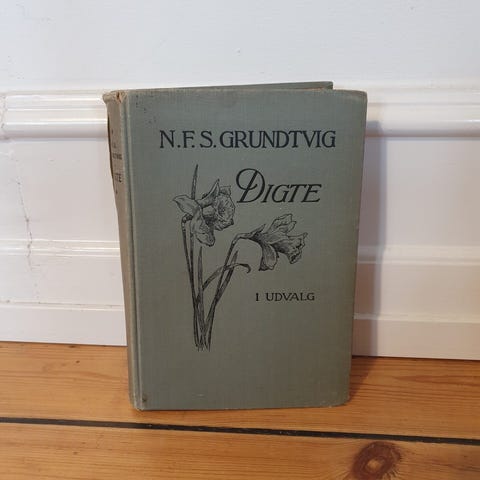 N.F.S. GRUNDTVIG
DIGTE
I UDVALG